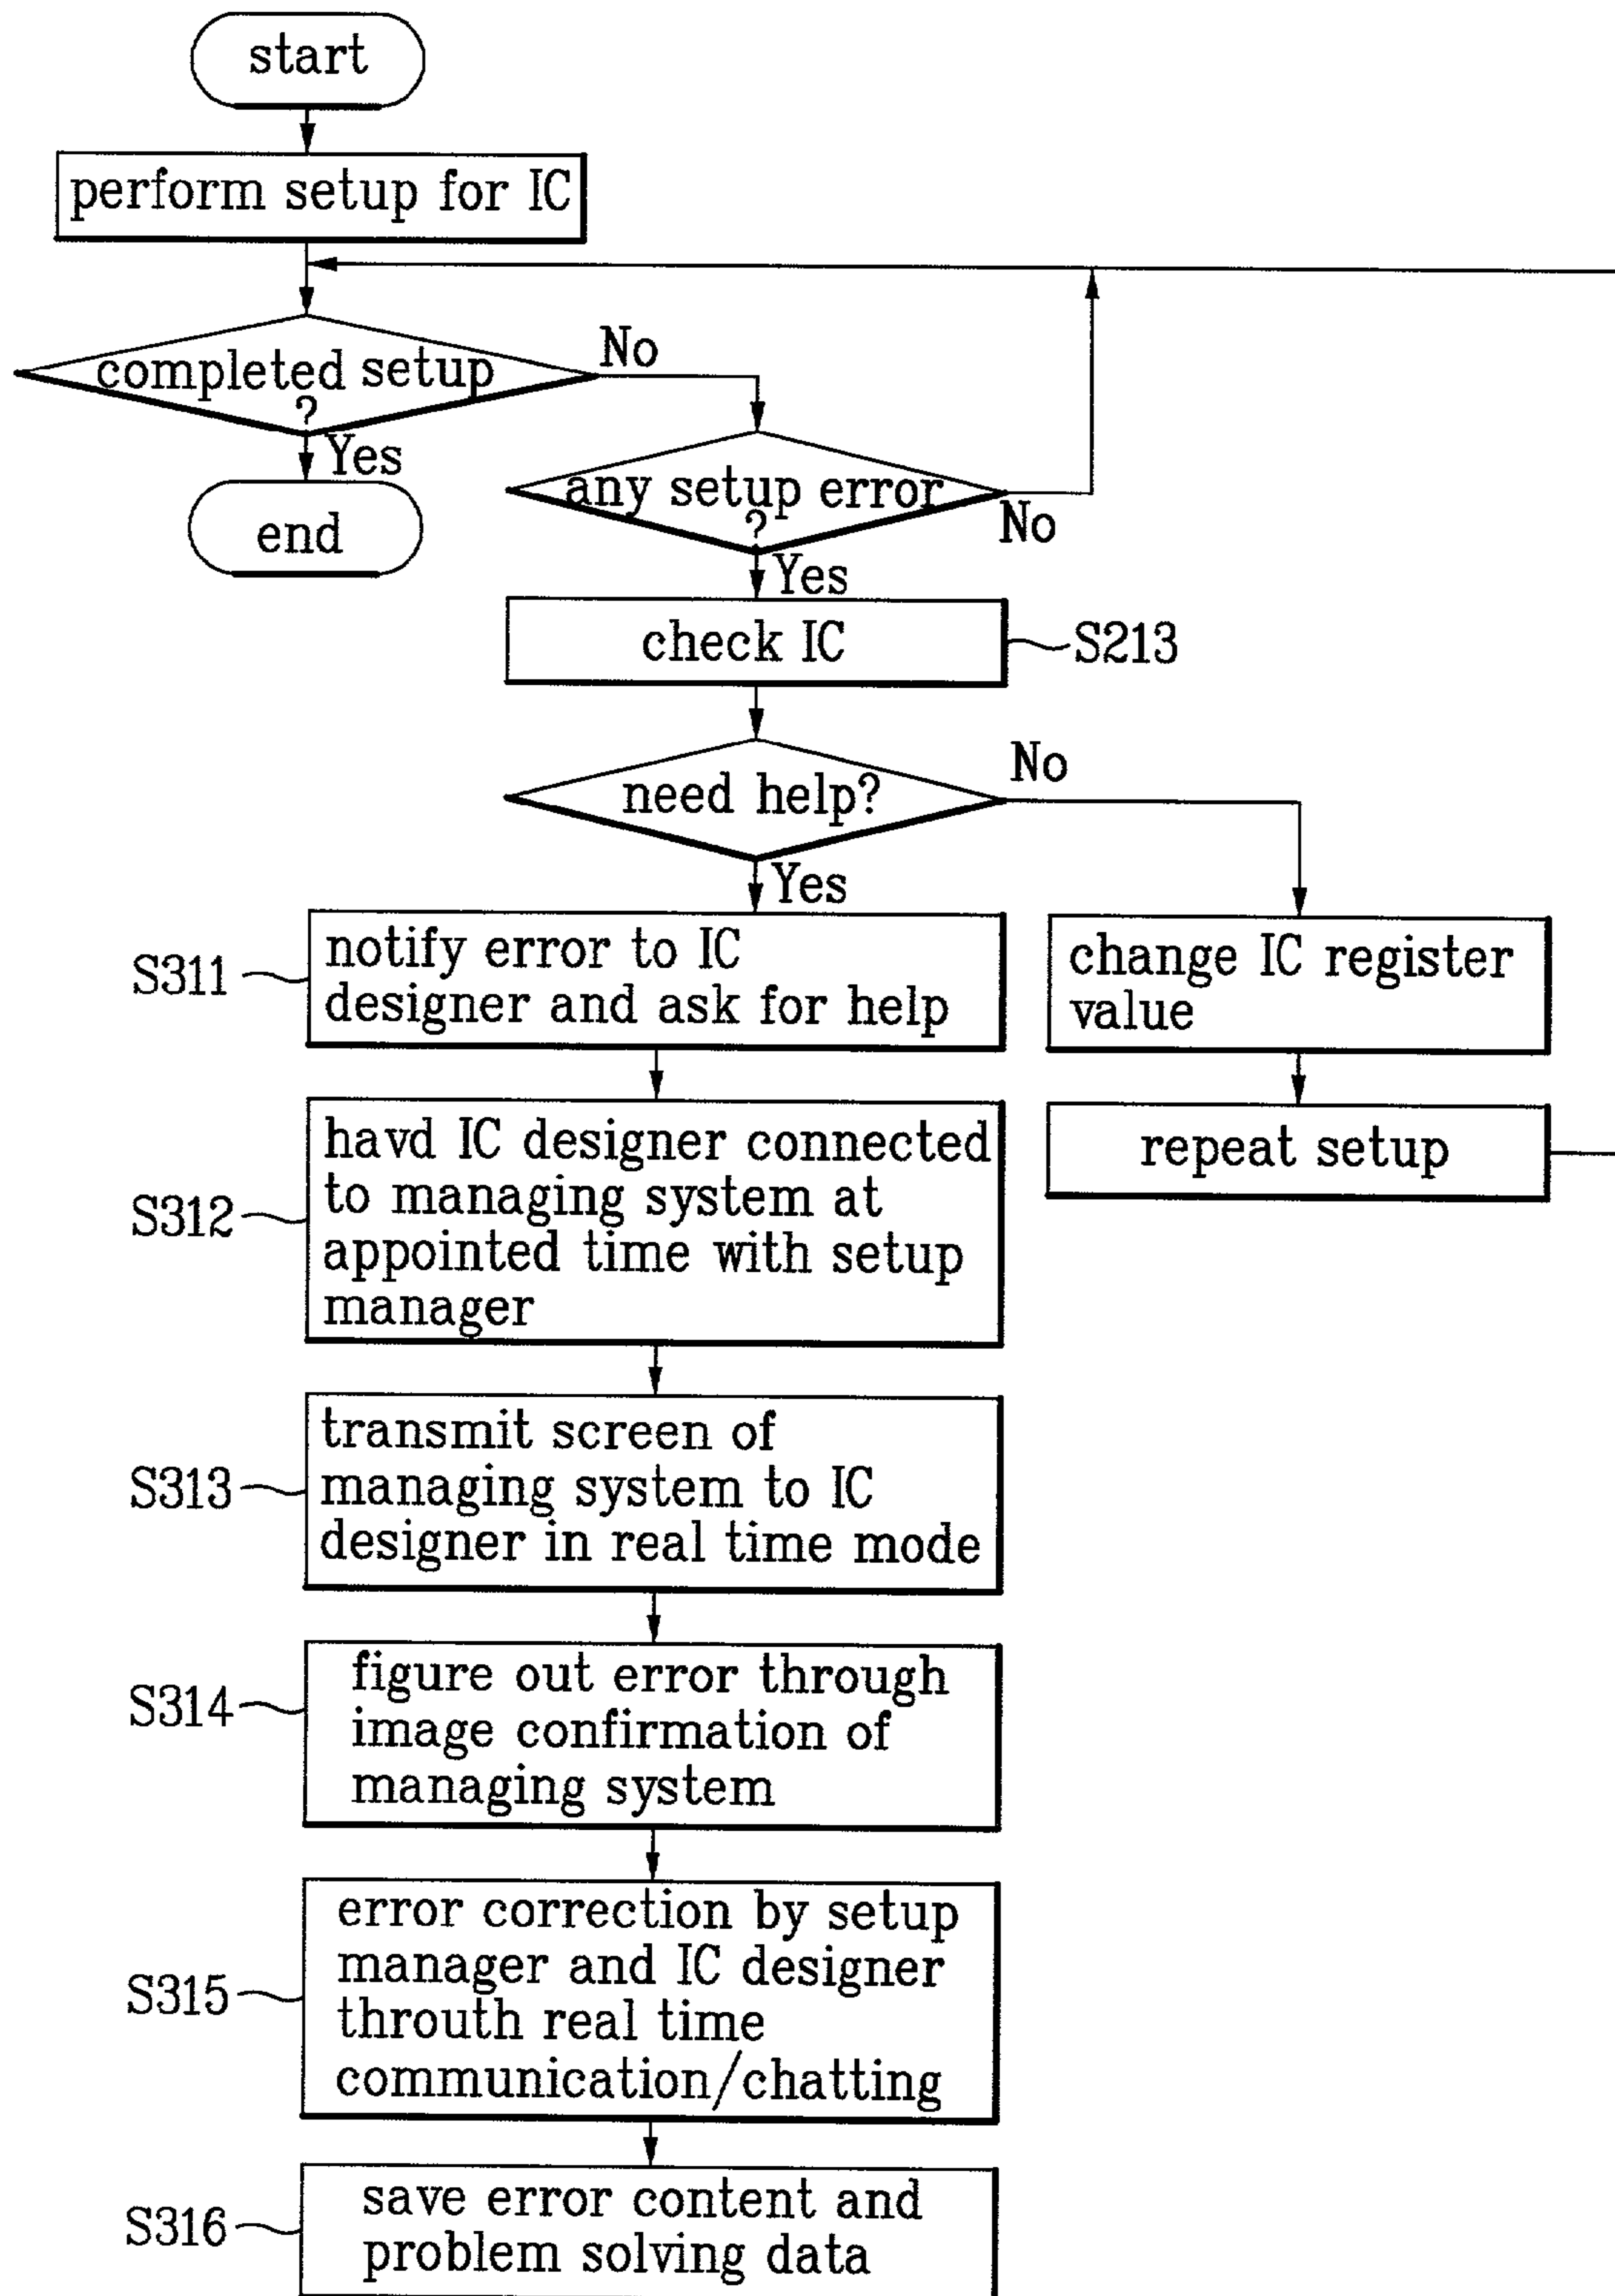 start
perform setup for IC
completed setup
?
No
Yes
end
any setup error
?
No
Yes
check IC
S213
need help?
No
Yes
S311
notify error to IC
designer and ask for help
change IC register
value
repeat setup
S312
havd IC designer connected
to managing system at
appointed time with setup
manager
S313
transmit screen of
managing system to IC
designer in real time mode
S314
figure out error through
image confirmation of
managing system
S315
error correction by setup
manager and IC designer
throuth real time
communication/chatting
S316
save error content and
problem solving data